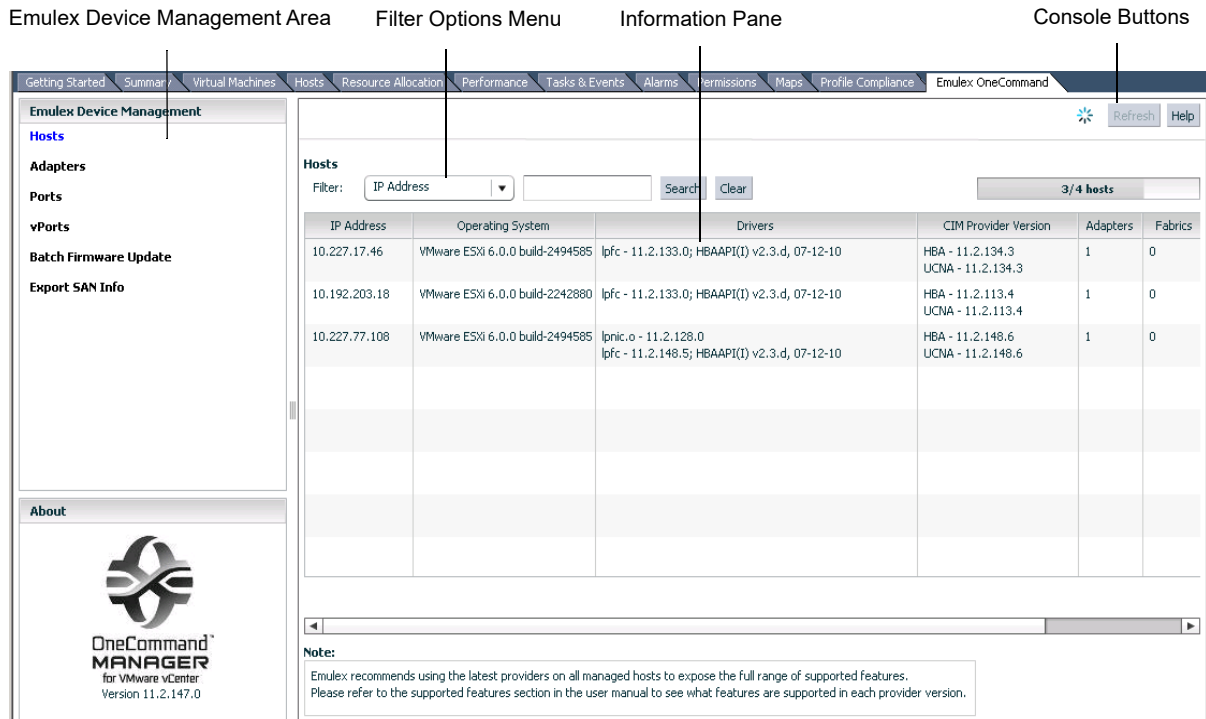 Emulex Device Management Area Filter Options Menu Information Pane Console Buttons
Getting Started Summary Virtual Machines Hosts Resource Allocation Performance Tasks & Events Alarms Permissions Maps Profile Compliance Emulex OneCommand
Emulex Device Management
Refresh Help
Hosts
Adapters
Ports
vPorts
Batch Firmware Update
Export SAN Info
Hosts
Filter: IP Address Search Clear 3/4 hosts
IP Address Operating System Drivers CIM Provider Version Adapters Fabrics
10.227.17.46 VMware ESXi 6.0.0 build-2494585 lpfc - 11.2.133.0; HBAAPI(I) v2.3.d, 07-12-10 HBA - 11.2.134.3 1 0
UCNA - 11.2.134.3
10.192.203.18 VMware ESXi 6.0.0 build-2242880 lpfc - 11.2.133.0; HBAAPI(I) v2.3.d, 07-12-10 HBA - 11.2.113.4 1 0
UCNA - 11.2.113.4
10.227.77.108 VMware ESXi 6.0.0 build-2494585 lpnic.o - 11.2.128.0 HBA - 11.2.148.6 1 0
lpfc - 11.2.148.5; HBAAPI(I) v2.3.d, 07-12-10 UCNA - 11.2.148.6
About
OneCommand™
MANAGER
for VMware vCenter
Version 11.2.147.0
Note:
Emulex recommends using the latest providers on all managed hosts to expose the full range of supported features.
Please refer to the supported features section in the user manual to see what features are supported in each provider version.